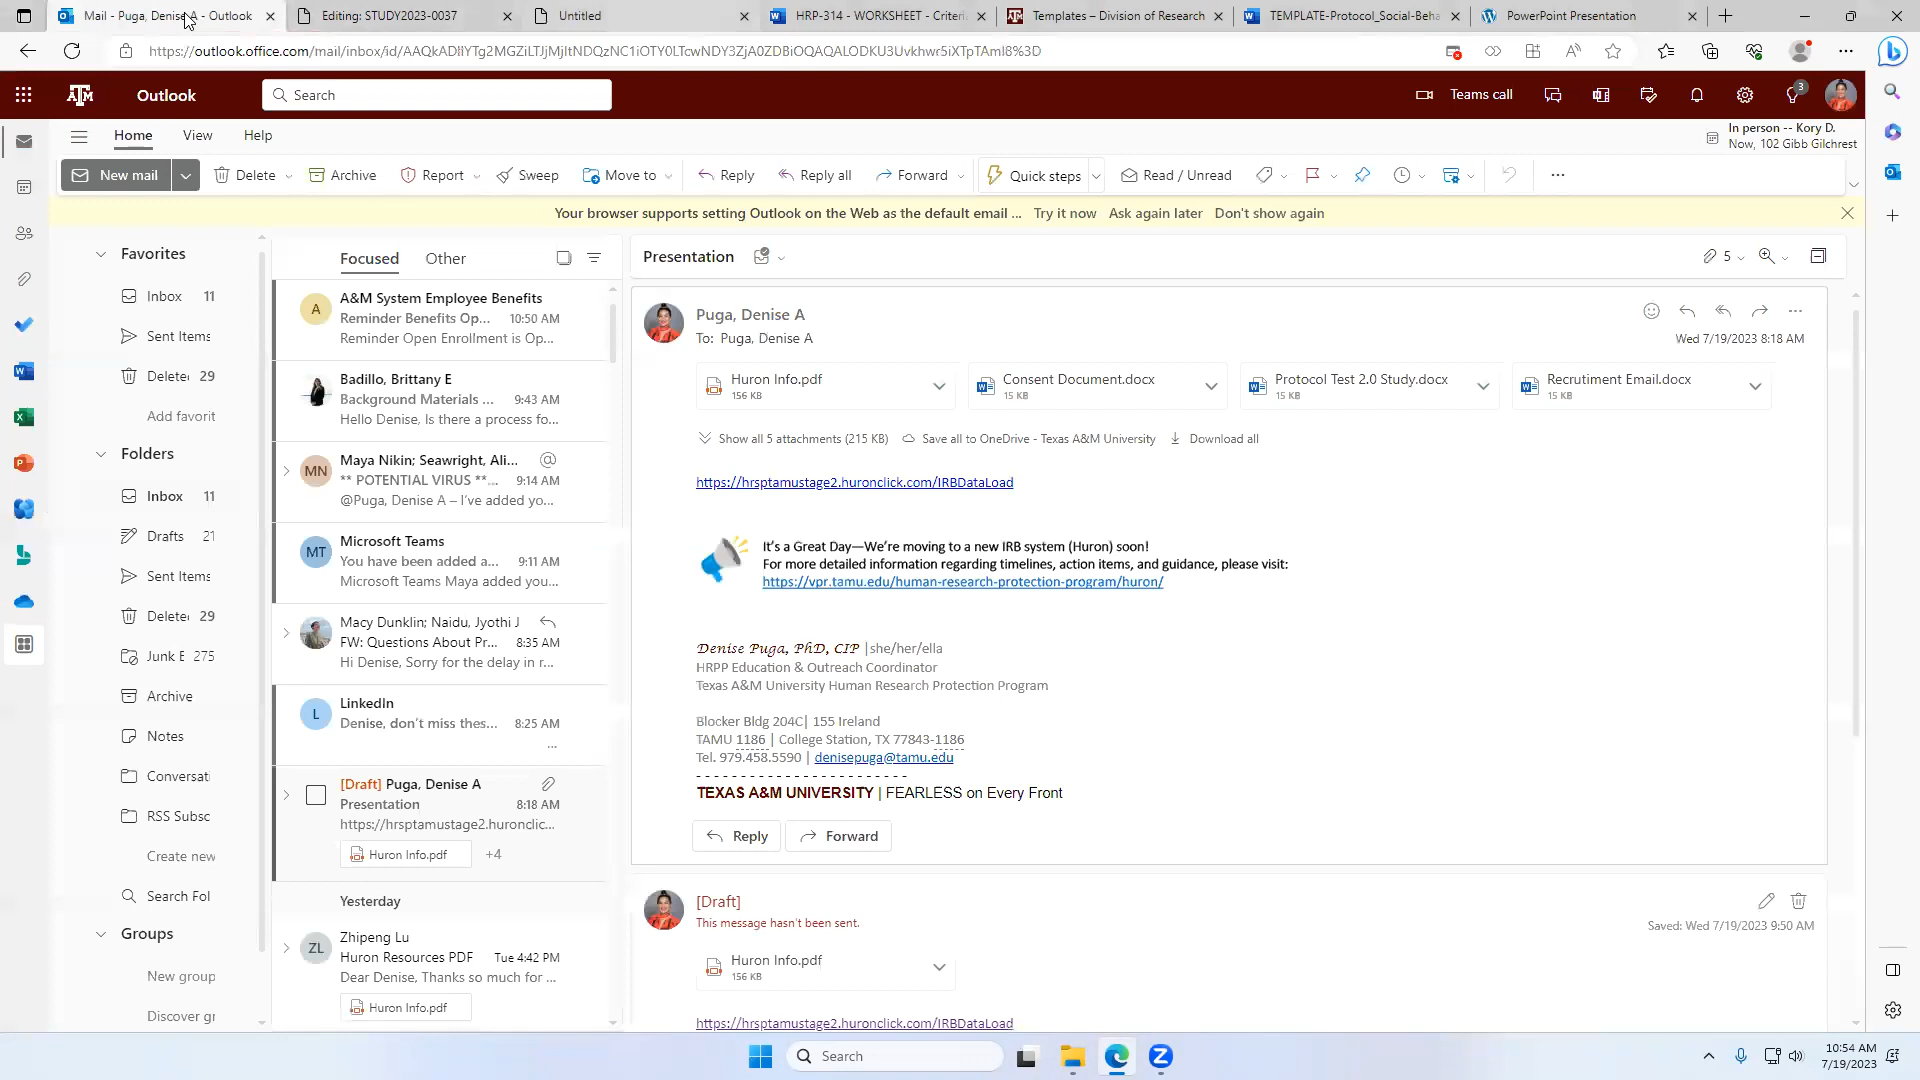 Mail - Puga, Denise A - Outlook
Editing: STUDY2023-0037
Untitled
HRP-314 - WORKSHEET - Criteri
Templates – Division of Research
TEMPLATE-Protocol_Social-Beha
PowerPoint Presentation
Outlook
Search
Teams call
3
Home
View
Help
In person -- Kory D.
Now, 102 Gibb Gilchrest
New mail
Delete
Archive
Report
Sweep
Move to
Reply
Reply all
Forward
Quick steps
Read / Unread
Your browser supports setting Outlook on the Web as the default email ...
Try it now
Ask again later
Don't show again
Favorites
Inbox 11
Sent Items
Delete 29
Add favorit
Folders
Inbox 11
Drafts 21
Sent Items
Delete 29
Junk E 275
Archive
Notes
Conversati
RSS Subsc
Create new
Search Fol
Groups
New group
Discover gr
Focused
Other
A
A&M System Employee Benefits
Reminder Benefits Op... 10:50 AM
Reminder Open Enrollment is Op...
Badillo, Brittany E
Background Materials ... 9:43 AM
Hello Denise, Is there a process fo...
MN
Maya Nikin; Seawright, Ali...
** POTENTIAL VIRUS **... 9:14 AM
@Puga, Denise A – I've added yo...
MT
Microsoft Teams
You have been added a... 9:11 AM
Microsoft Teams Maya added you...
Macy Dunklin; Naidu, Jyothi J
FW: Questions About Pr... 8:35 AM
Hi Denise, Sorry for the delay in r...
L
LinkedIn
Denise, don't miss thes... 8:25 AM
...
[Draft] Puga, Denise A
Presentation 8:18 AM
https://hrsptamustage2.huronclic...
Huron Info.pdf +4
Yesterday
ZL
Zhipeng Lu
Huron Resources PDF Tue 4:42 PM
Dear Denise, Thanks so much for ...
Huron Info.pdf
Presentation
5
Puga, Denise A
To: Puga, Denise A
Wed 7/19/2023 8:18 AM
Huron Info.pdf
156 KB
Consent Document.docx
15 KB
Protocol Test 2.0 Study.docx
15 KB
Recrutiment Email.docx
15 KB
Show all 5 attachments (215 KB)
Save all to OneDrive - Texas A&M University
Download all
https://hrsptamustage2.huronclick.com/IRBDataLoad
It's a Great Day—We're moving to a new IRB system (Huron) soon!
For more detailed information regarding timelines, action items, and guidance, please visit:
https://vpr.tamu.edu/human-research-protection-program/huron/
Denise Puga, PhD, CIP |she/her/ella
HRPP Education & Outreach Coordinator
Texas A&M University Human Research Protection Program
Blocker Bldg 204C| 155 Ireland
TAMU 1186 | College Station, TX 77843-1186
Tel. 979.458.5590 | denisepuga@tamu.edu
- - - - - - - - - - - - - - - - - - - - - - -
TEXAS A&M UNIVERSITY | FEARLESS on Every Front
Reply
Forward
[Draft]
This message hasn't been sent.
Saved: Wed 7/19/2023 9:50 AM
Huron Info.pdf
156 KB
https://hrsptamustage2.huronclick.com/IRBDataLoad
Search
10:54 AM
7/19/2023